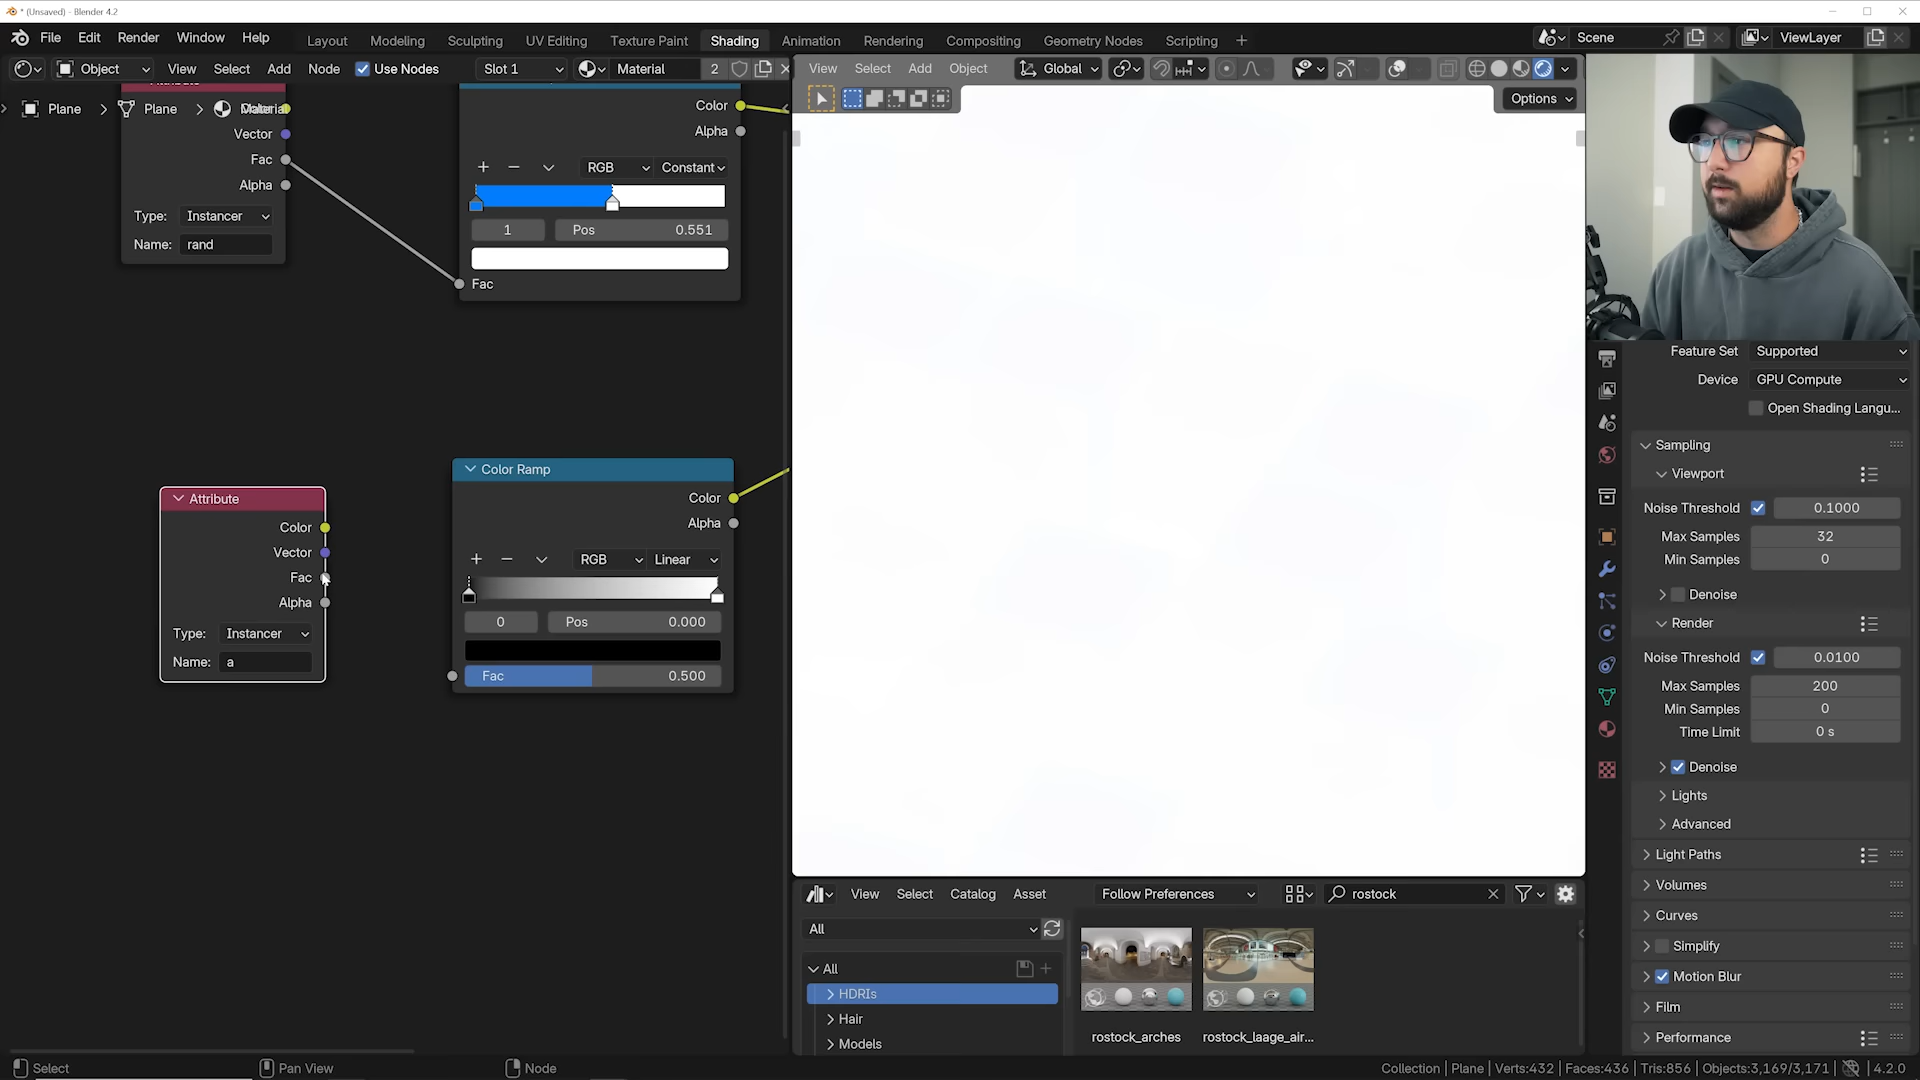 * (Unsaved) - Blender 4.2
File Edit Render Window Help Layout Modeling Sculpting UV Editing Texture Paint Shading Animation Rendering Compositing Geometry Nodes Scripting + Scene ViewLayer
Object View Select Add Node Use Nodes Slot 1 Material 2
View Select Add Object Global
Options
Plane > Plane > Material
Color
Alpha
Vector
Fac
Alpha
RGB Constant
Type: Instancer
Name: rand
1 Pos 0.551
Fac
Color Ramp
Color
Alpha
Attribute
Color
Vector
Fac
Alpha
Type: Instancer
Name: a
RGB Linear
0 Pos 0.000
Fac 0.500
Feature Set Supported
Device GPU Compute
Open Shading Langu...
Sampling
Viewport
Noise Threshold 0.1000
Max Samples 32
Min Samples 0
Denoise
Render
Noise Threshold 0.0100
Max Samples 200
Min Samples 0
Time Limit 0 s
Denoise
Lights
Advanced
Light Paths
Volumes
Curves
Simplify
Motion Blur
Film
Performance
View Select Catalog Asset Follow Preferences rostock
All
All
HDRIs
Hair
Models
rostock_arches rostock_laage_air...
Select Pan View Node Collection | Plane | Verts:432 | Faces:436 | Tris:856 | Objects:3,169/3,171 | 4.2.0